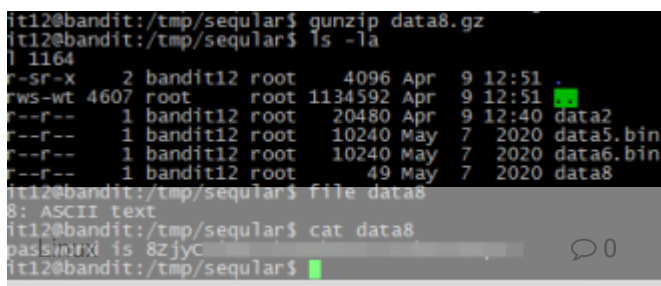 it12@bandit:/tmp/seqular$ gunzip data8.gz
it12@bandit:/tmp/seqular$ ls -la
l 1164
r-sr-x 2 bandit12 root 4096 Apr 9 12:51 .
rws-wt 4607 root root 1134592 Apr 9 12:51 ..
r--r-- 1 bandit12 root 20480 Apr 9 12:40 data2
r--r-- 1 bandit12 root 10240 May 7 2020 data5.bin
r--r-- 1 bandit12 root 10240 May 7 2020 data6.bin
r--r-- 1 bandit12 root 49 May 7 2020 data8
it12@bandit:/tmp/seqular$ file data8
8: ASCII text
it12@bandit:/tmp/seqular$ cat data8
password is 8ZjyC
Linux
0
it12@bandit:/tmp/seqular$